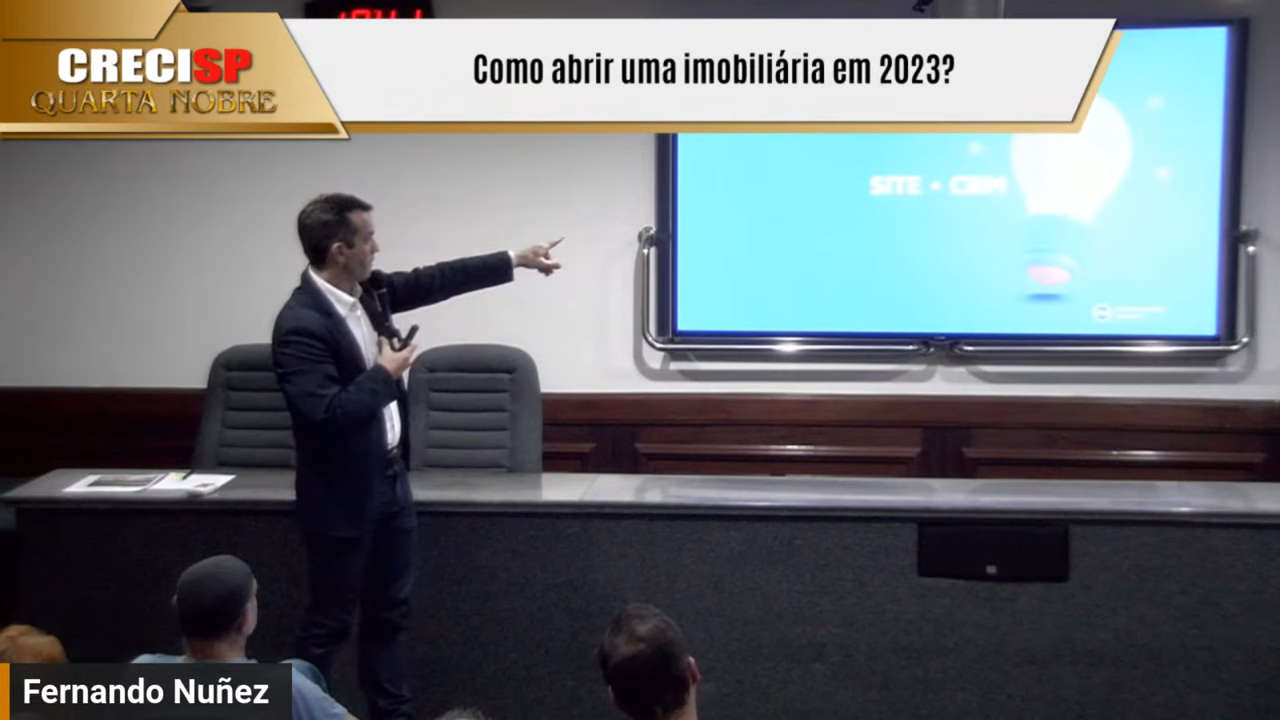 CRECISP
QUARTA NOBRE
Como abrir uma imobiliária em 2023?
SITE + CRM
Fernando Nuñez